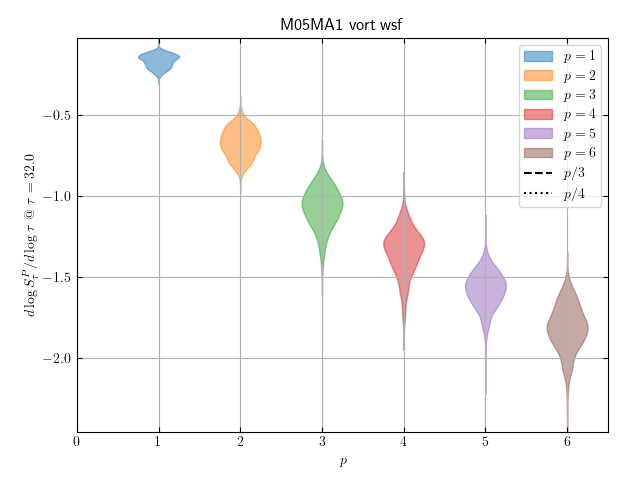 M05MA1 vort wsf
d log S_τ^P / d log τ @ τ = 32.0
−0.5
−1.0
−1.5
−2.0
0 1 2 3 4 5 6
p
p = 1
p = 2
p = 3
p = 4
p = 5
p = 6
p/3
p/4